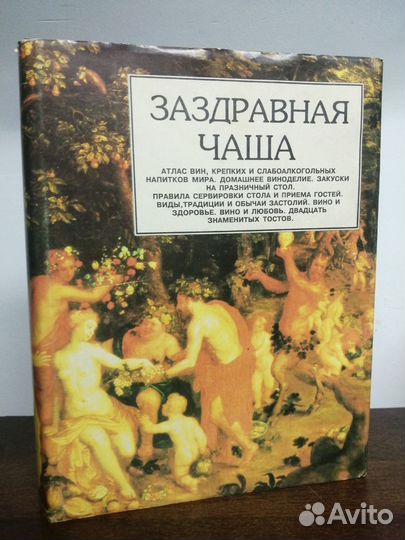 ЗАЗДРАВНАЯ
ЧАША
АТЛАС ВИН, КРЕПКИХ И СЛАБОАЛКОГОЛЬНЫХ
НАПИТКОВ МИРА. ДОМАШНЕЕ ВИНОДЕЛИЕ. ЗАКУСКИ
НА ПРАЗНИЧНЫЙ СТОЛ.
ПРАВИЛА СЕРВИРОВКИ СТОЛА И ПРИЕМА ГОСТЕЙ.
ВИДЫ,ТРАДИЦИИ И ОБЫЧАИ ЗАСТОЛИЙ. ВИНО И
ЗДОРОВЬЕ. ВИНО И ЛЮБОВЬ. ДВАДЦАТЬ
ЗНАМЕНИТЫХ ТОСТОВ.
Avito